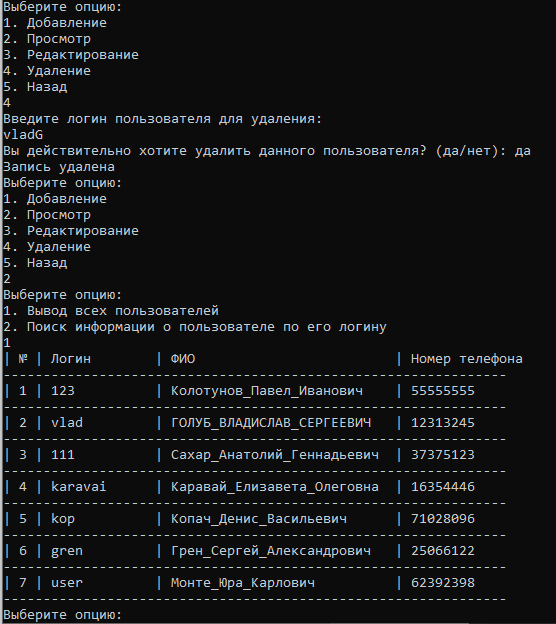 Выберите опцию:
1. Добавление
2. Просмотр
3. Редактирование
4. Удаление
5. Назад
4
Введите логин пользователя для удаления:
vladG
Вы действительно хотите удалить данного пользователя? (да/нет): да
Запись удалена
Выберите опцию:
1. Добавление
2. Просмотр
3. Редактирование
4. Удаление
5. Назад
2
Выберите опцию:
1. Вывод всех пользователей
2. Поиск информации о пользователе по его логину
1
| № | Логин | ФИО | Номер телефона
| 1 | 123 | Колотунов_Павел_Иванович | 55555555
| 2 | vlad | ГОЛУБ_ВЛАДИСЛАВ_СЕРГЕЕВИЧ | 12313245
| 3 | 111 | Сахар_Анатолий_Геннадьевич | 37375123
| 4 | karavai | Каравай_Елизавета_Олеговна | 16354446
| 5 | kop | Копач_Денис_Васильевич | 71028096
| 6 | gren | Грен_Сергей_Александрович | 25066122
| 7 | user | Монте_Юра_Карлович | 62392398
Выберите опцию: